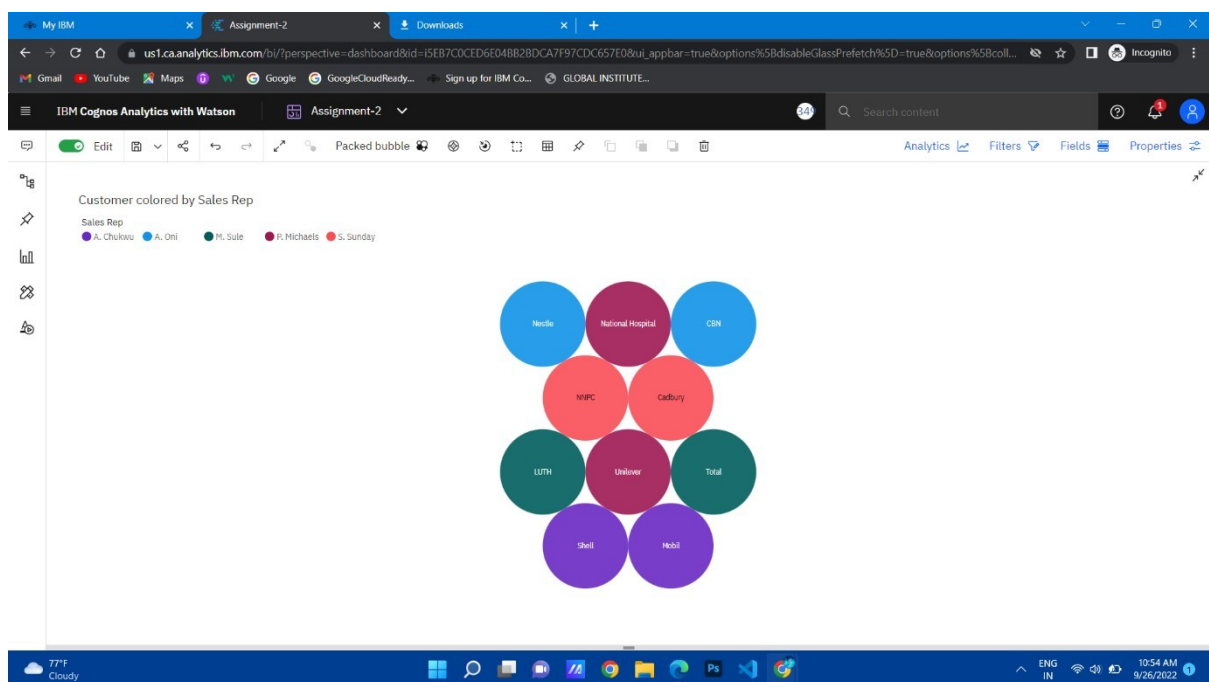 My IBM
Assignment-2
Downloads
us1.ca.analytics.ibm.com/bi/?perspective=dashboard&id=i5EB7C0CED6E04BB2BDCA7F97CDC657E0&ui_appbar=true&options%5BdisableGlassPrefetch%5D=true&options%5Bcoll...
Incognito
Gmail YouTube Maps Google GoogleCloudReady... Sign up for IBM Co... GLOBAL INSTITUTE...
IBM Cognos Analytics with Watson Assignment-2 Search content
Edit Packed bubble Analytics Filters Fields Properties
Customer colored by Sales Rep
Sales Rep
A. Chukwu A. Oni M. Sule P. Michaels S. Sunday
Nestle National Hospital CBN
NNPC Cadbury
LUTH Unilever Total
Shell Mobil
77°F
Cloudy
Ps
ENG
IN
10:54 AM
9/26/2022
1